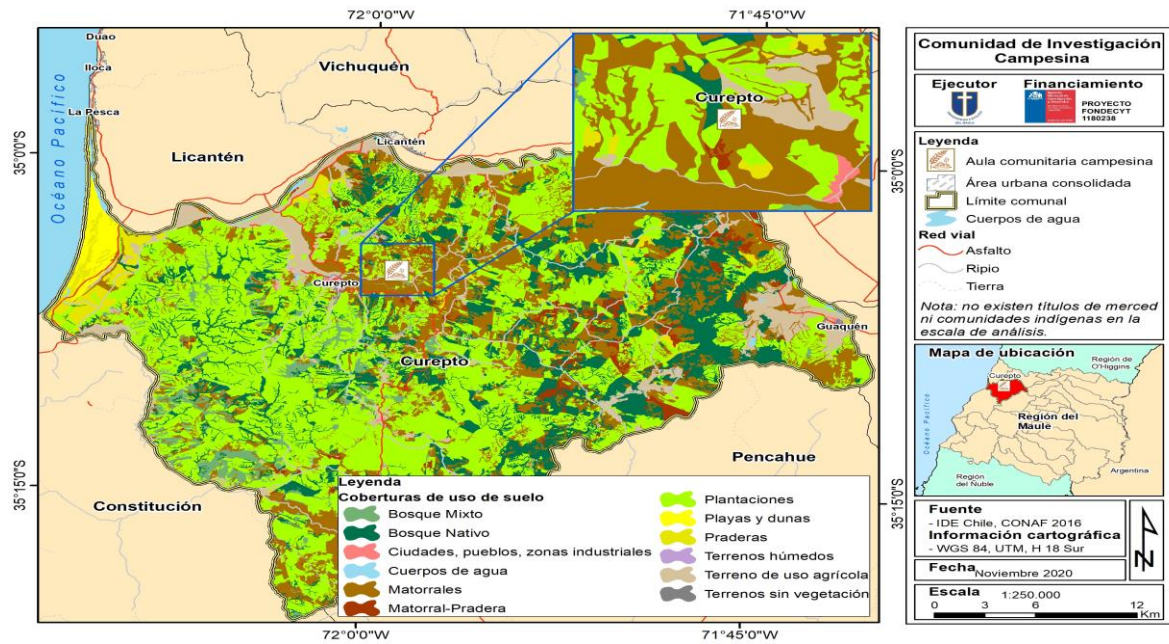 72°0'0"W
71°45'0"W
Duao
Iloca
La Pesca
Océano Pacífico
Vichuquén
Licantén
Licantén
Curepto
35°0'0"S
35°0'0"S
Curepto
Curepto
Guaquén
Pencahue
Constitución
35°15'0"S
35°15'0"S
72°0'0"W
71°45'0"W
Leyenda
Coberturas de uso de suelo
Bosque Mixto
Bosque Nativo
Ciudades, pueblos, zonas industriales
Cuerpos de agua
Matorrales
Matorral-Pradera
Plantaciones
Playas y dunas
Praderas
Terrenos húmedos
Terreno de uso agrícola
Terrenos sin vegetación
Comunidad de Investigación
Campesina
Ejecutor
Financiamiento
PROYECTO
FONDECYT
1180238
Leyenda
Aula comunitaria campesina
Área urbana consolidada
Límite comunal
Cuerpos de agua
Red vial
Asfalto
Ripio
Tierra
Nota: no existen títulos de merced
ni comunidades indígenas en la
escala de análisis.
Mapa de ubicación
Región de
O'Higgins
Curepto
Océano Pacífico
Región del
Maule
Argentina
Región
del Ñuble
Fuente
- IDE Chile, CONAF 2016
Información cartográfica
- WGS 84, UTM, H 18 Sur
Fecha Noviembre 2020
Escala 1:250.000
0 3 6 12
Km
N